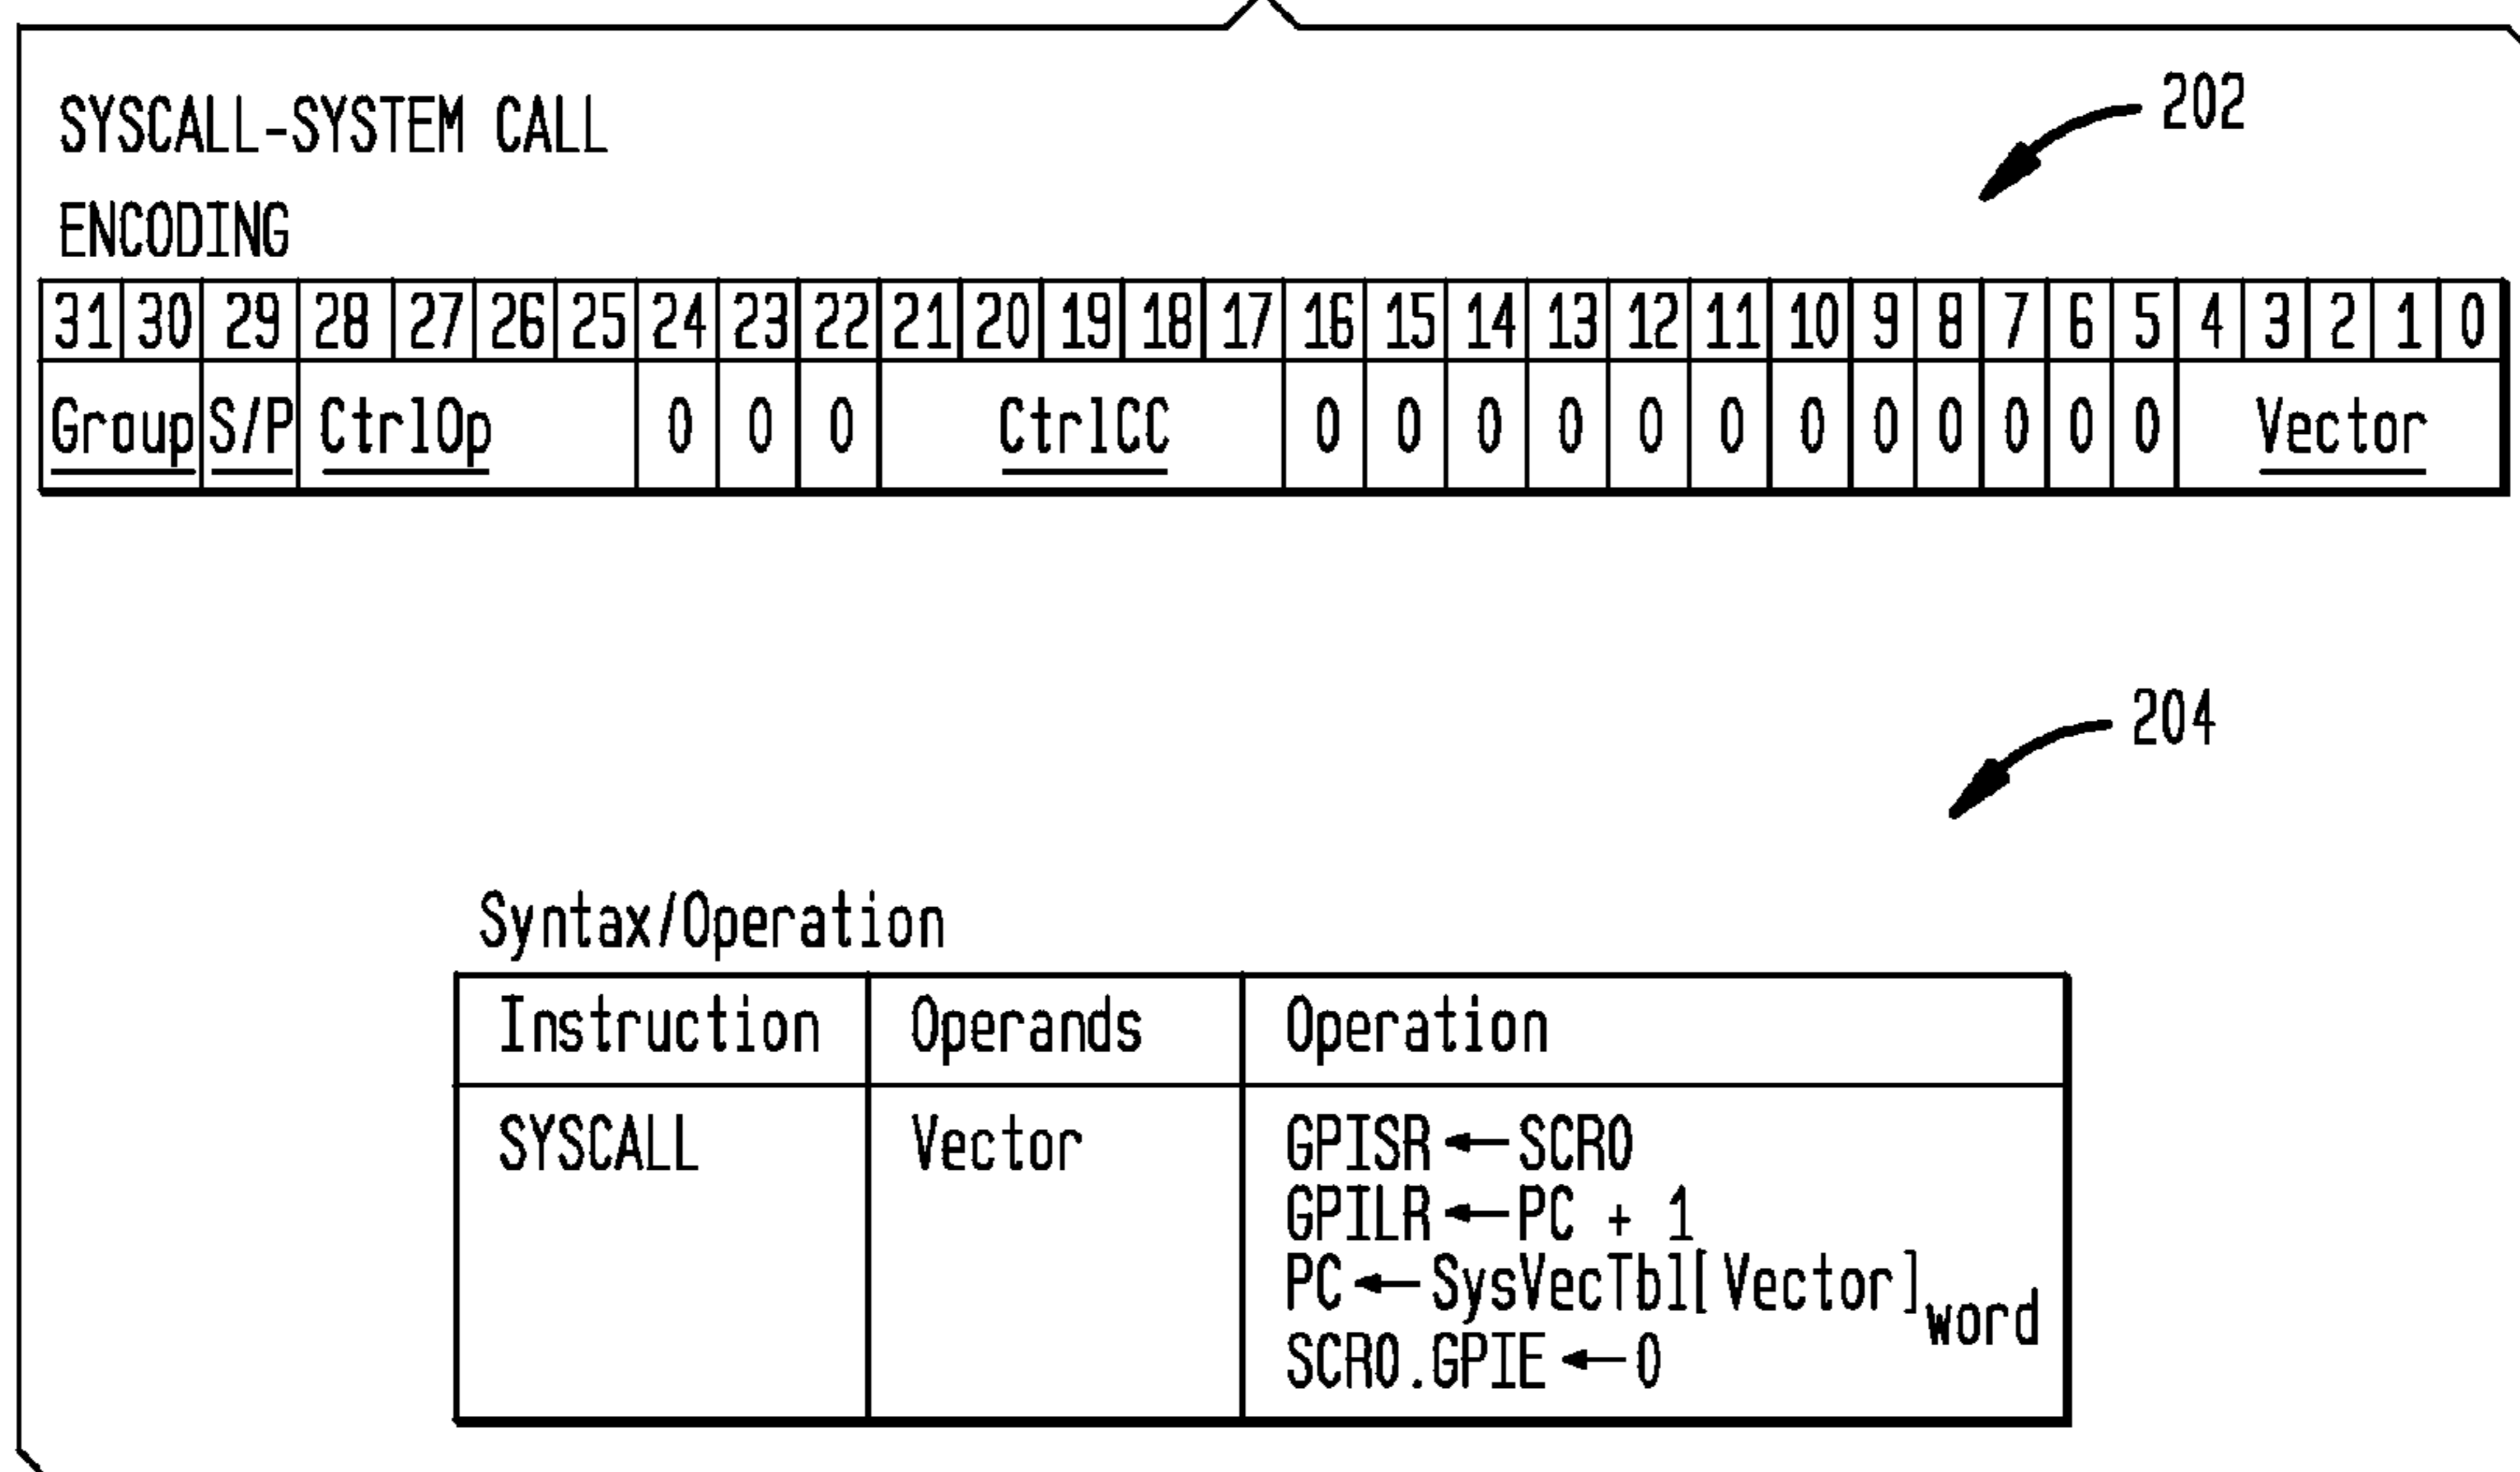 SYSCALL-SYSTEM CALL
202
ENCODING
31 30 29 28 27 26 25 24 23 22 21 20 19 18 17 16 15 14 13 12 11 10 9 8 7 6 5 4 3 2 1 0
Group S/P CtrlOp 0 0 0 CtrlCC 0 0 0 0 0 0 0 0 0 0 0 0 Vector
204
Syntax/Operation
Instruction Operands Operation
SYSCALL Vector GPISR ← SCR0
GPILR ← PC + 1
PC ← SysVecTbl[Vector]word
SCR0.GPIE ← 0